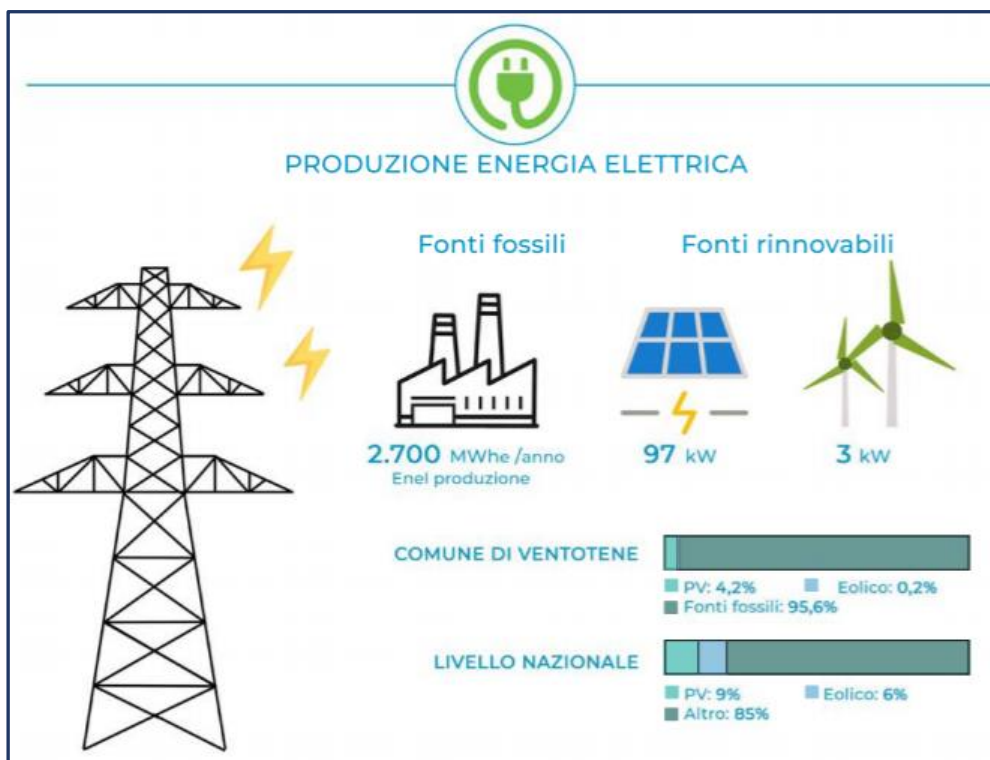 PRODUZIONE ENERGIA ELETTRICA
Fonti fossili
Fonti rinnovabili
2.700 MWhe /anno
Enel produzione
97 kW
3 kW
COMUNE DI VENTOTENE
PV: 4,2%
Eolico: 0,2%
Fonti fossili: 95,6%
LIVELLO NAZIONALE
PV: 9%
Eolico: 6%
Altro: 85%